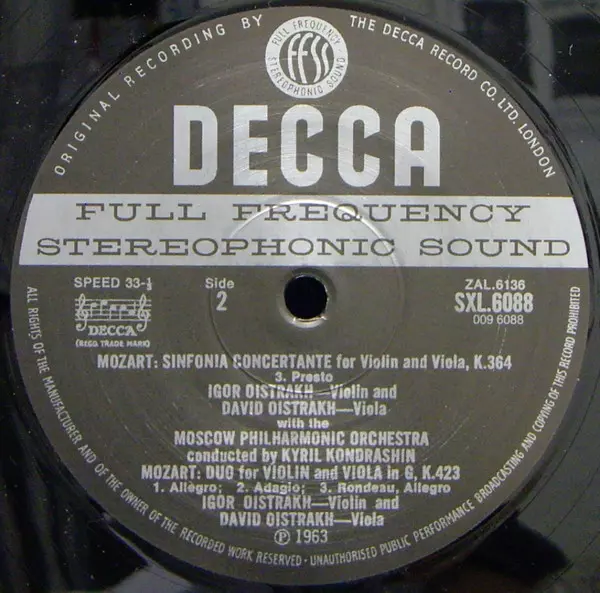 ORIGINAL RECORDING BY
THE DECCA RECORD CO. LTD. LONDON
FULL FREQUENCY
FFSS
STEREOPHONIC SOUND
DECCA
FULL FREQUENCY
STEREOPHONIC SOUND
SPEED 33-⅓
Side
2
ZAL.6136
SXL.6088
009 6088
DECCA
(REGD. TRADE MARK)
MOZART: SINFONIA CONCERTANTE for Violin and Viola, K.364
3. Presto
IGOR OISTRAKH—Violin and
DAVID OISTRAKH—Viola
with the
MOSCOW PHILHARMONIC ORCHESTRA
conducted by KYRIL KONDRASHIN
MOZART: DUO for VIOLIN and VIOLA in G, K.423
1. Allegro; 2. Adagio; 3. Rondeau, Allegro
IGOR OISTRAKH—Violin and
DAVID OISTRAKH—Viola
Ⓟ 1963
ALL RIGHTS OF THE MANUFACTURER AND OF THE OWNER OF THE RECORDED WORK RESERVED · UNAUTHORISED PUBLIC PERFORMANCE BROADCASTING AND COPYING OF THIS RECORD PROHIBITED